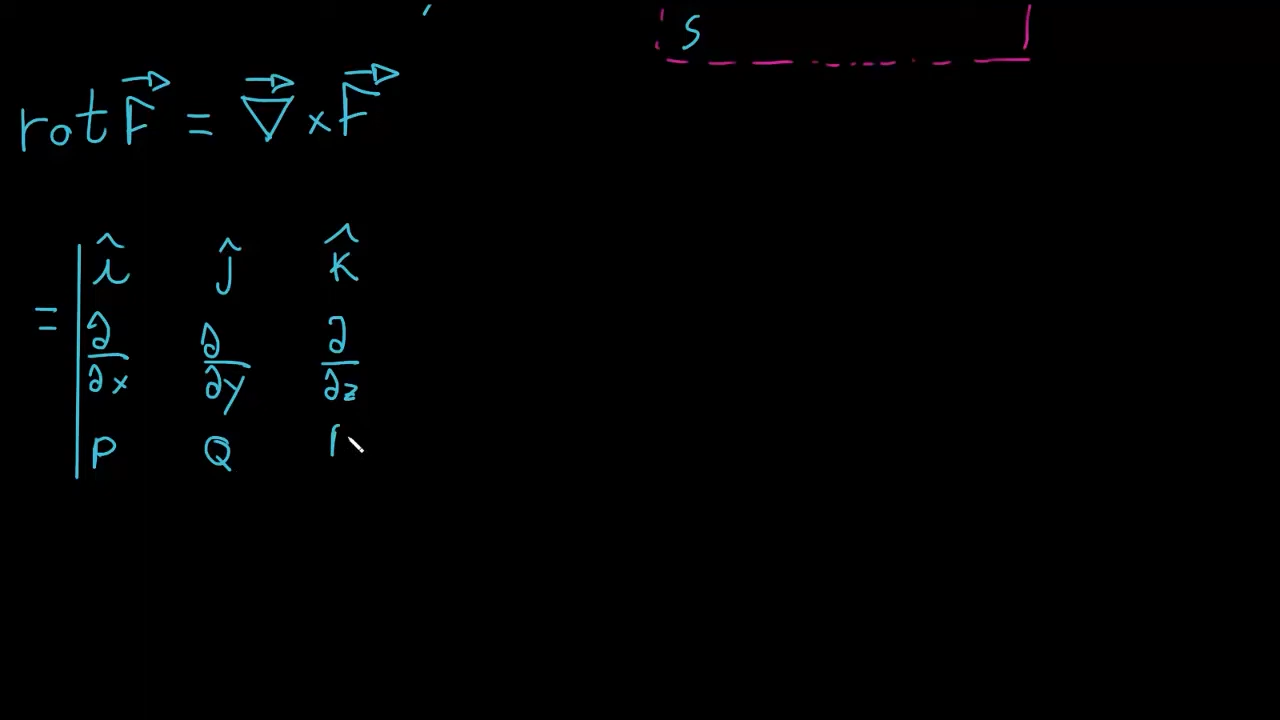 S
rot F⃗ = ∇⃗ × F⃗
= | î ĵ k̂
∂/∂x ∂/∂y ∂/∂z
P Q